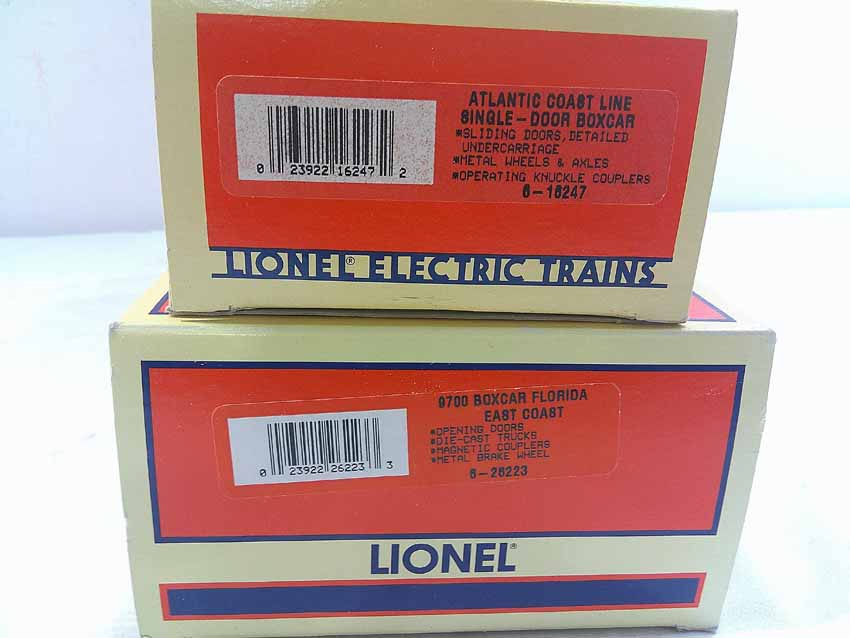 ATLANTIC COAST LINE
SINGLE-DOOR BOXCAR
*SLIDING DOORS, DETAILED
UNDERCARRIAGE
*METAL WHEELS & AXLES
*OPERATING KNUCKLE COUPLERS
6-16247
0 23922 16247 2
LIONEL® ELECTRIC TRAINS
9700 BOXCAR FLORIDA
EAST COAST
*OPENING DOORS
*DIE-CAST TRUCKS
*MAGNETIC COUPLERS
*METAL BRAKE WHEEL
6-26223
0 23922 26223 3
LIONEL®